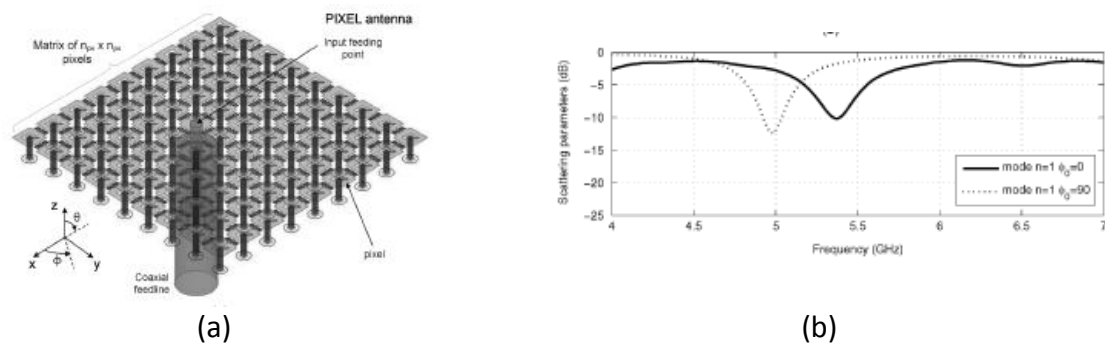 PIXEL antenna
Matrix of nₚₓ x nₚₓ
pixels
Input feeding
point
z
θ
x
ϕ
y
pixel
Coaxial
feedline
(a)
Scattering parameters (dB)
0
−5
−10
−15
−20
−25
mode n=1 ϕ₀=0
mode n=1 ϕ₀=90
4 4.5 5 5.5 6 6.5 7
Frequency (GHz)
(b)